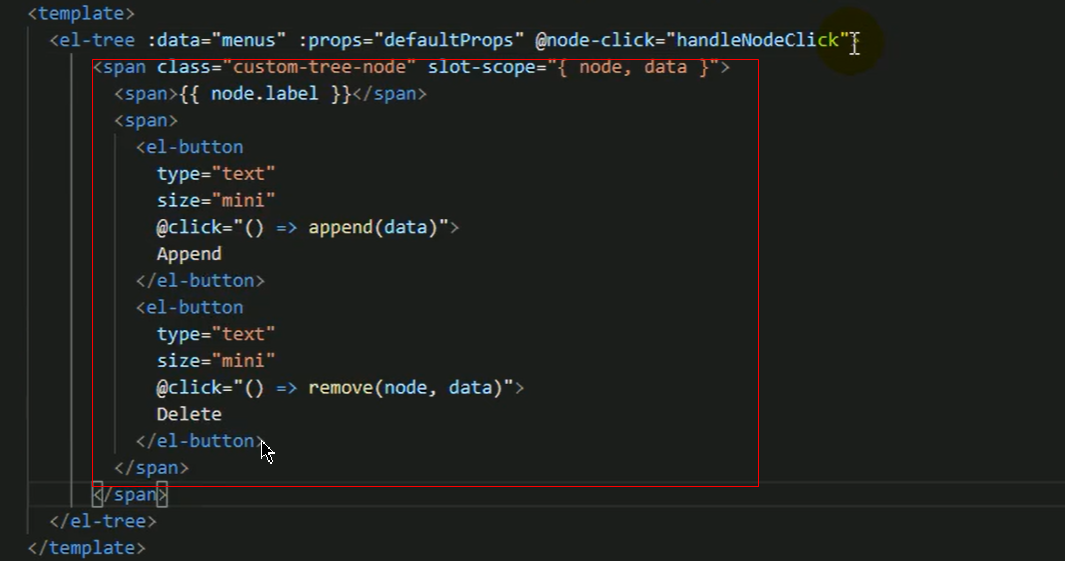 <template>
<el-tree :data="menus" :props="defaultProps" @node-click="handleNodeClick">
<span class="custom-tree-node" slot-scope="{ node, data }">
<span>{{ node.label }}</span>
<span>
<el-button
type="text"
size="mini"
@click="() => append(data)">
Append
</el-button>
<el-button
type="text"
size="mini"
@click="() => remove(node, data)">
Delete
</el-button>
</span>
</span>
</el-tree>
</template>